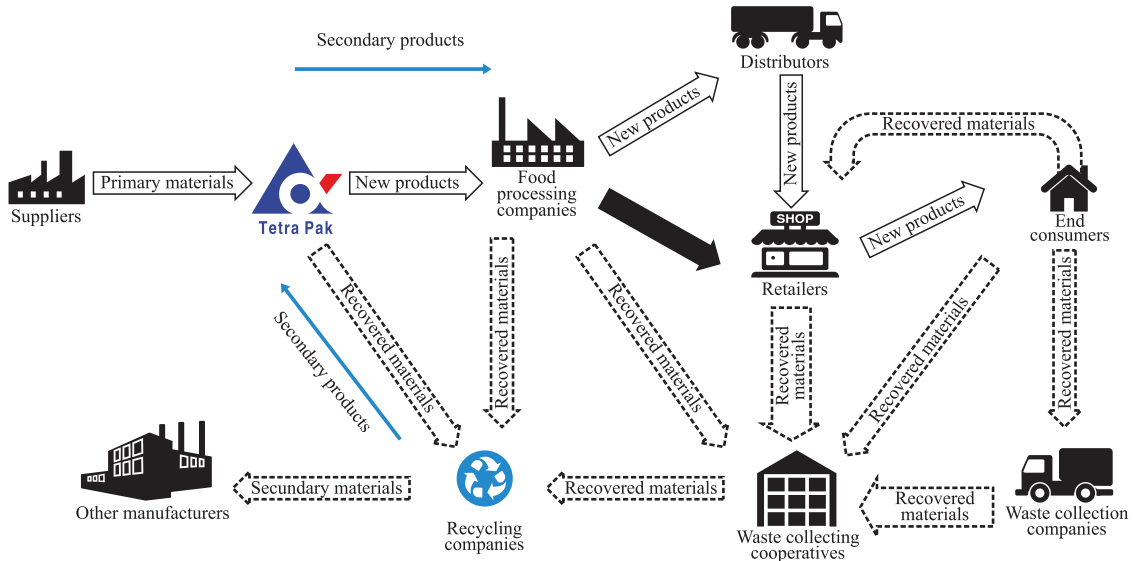 Secondary products
Distributors
New products
New products
Recovered materials
Suppliers
Primary materials
Tetra Pak
New products
Food
processing
companies
SHOP
Retailers
New products
End
consumers
Secondary products
Recovered materials
Recovered materials
Recovered materials
Recovered
materials
Recovered materials
Recovered materials
Other manufacturers
Secundary materials
Recycling
companies
Recovered materials
Waste collecting
cooperatives
Recovered
materials
Waste collection
companies